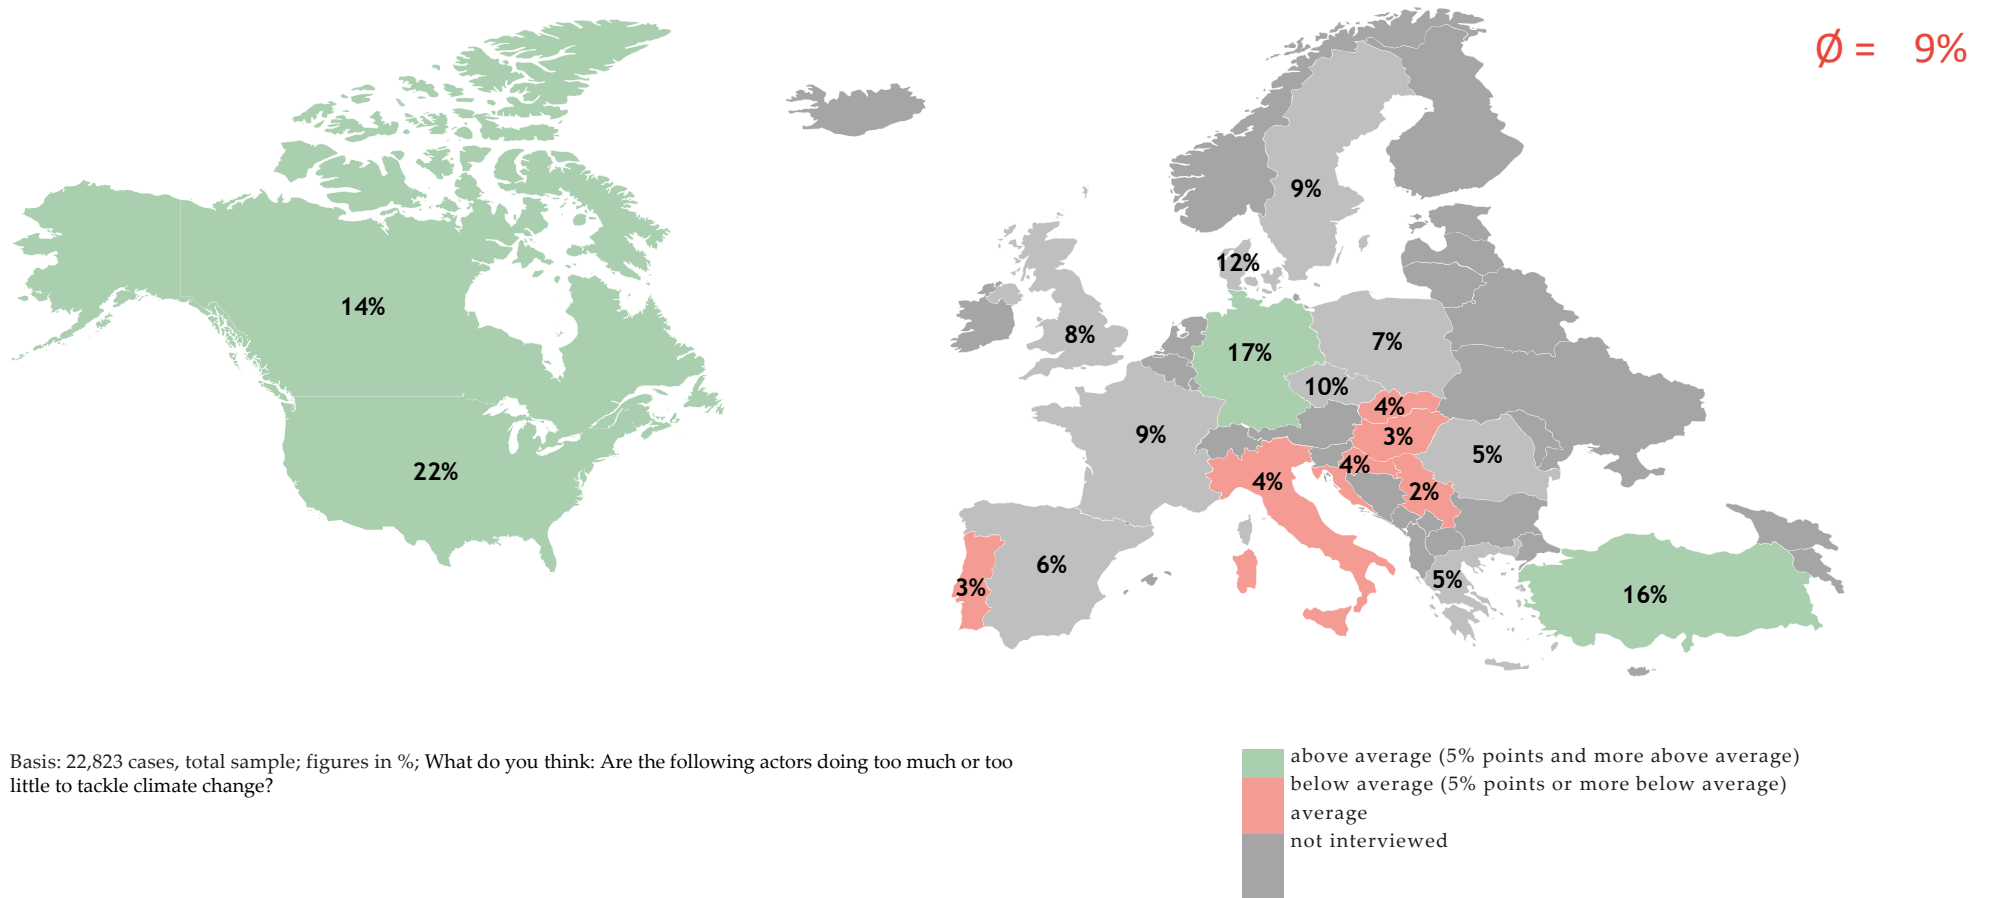 Ø = 9%
9%
12%
14%
8%
17%
7%
10%
4%
3%
9%
5%
22%
4%
4%
2%
6%
3%
5%
16%
Basis: 22,823 cases, total sample; figures in %; What do you think: Are the following actors doing too much or too
little to tackle climate change?
above average (5% points and more above average)
below average (5% points or more below average)
average
not interviewed